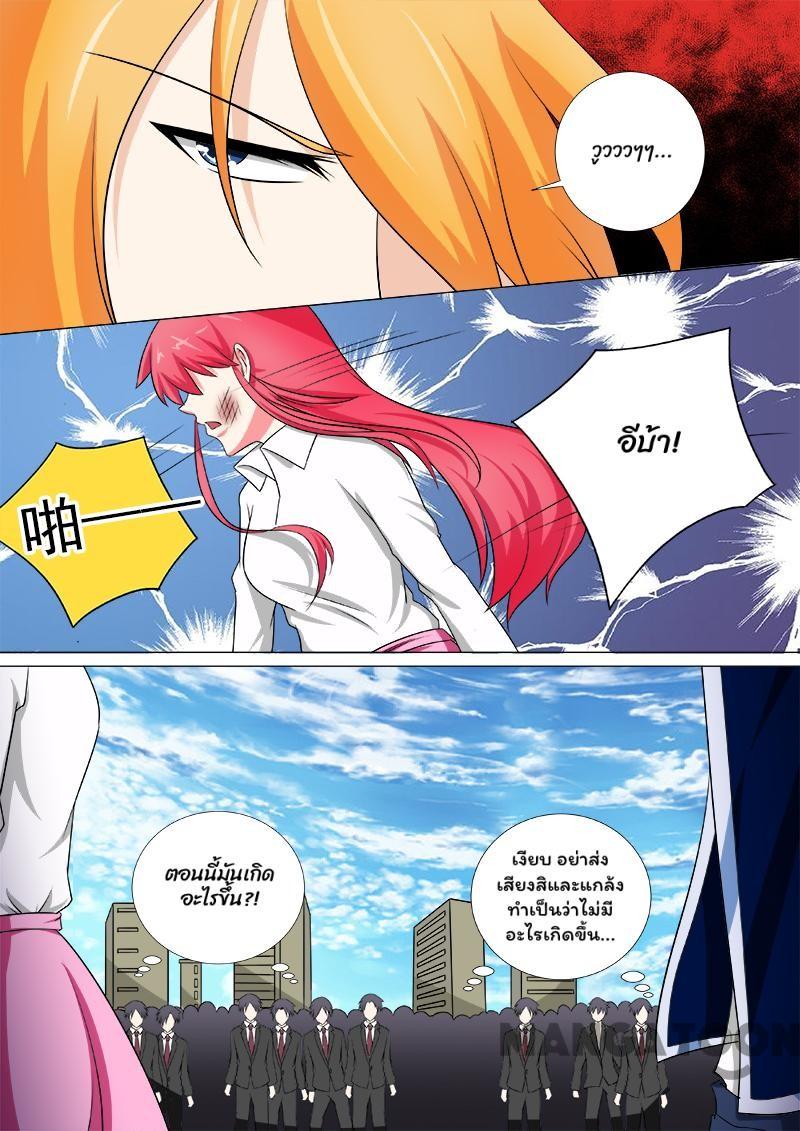 วูวววๆๆ...
อีบ้า!
啪——
ตอนนี้มันเกิด
อะไรขึ้น?!
เงียบ อย่าส่ง
เสียงสิและแกล้ง
ทำเป็นว่าไม่มี
อะไรเกิดขึ้น...
MANGATOON